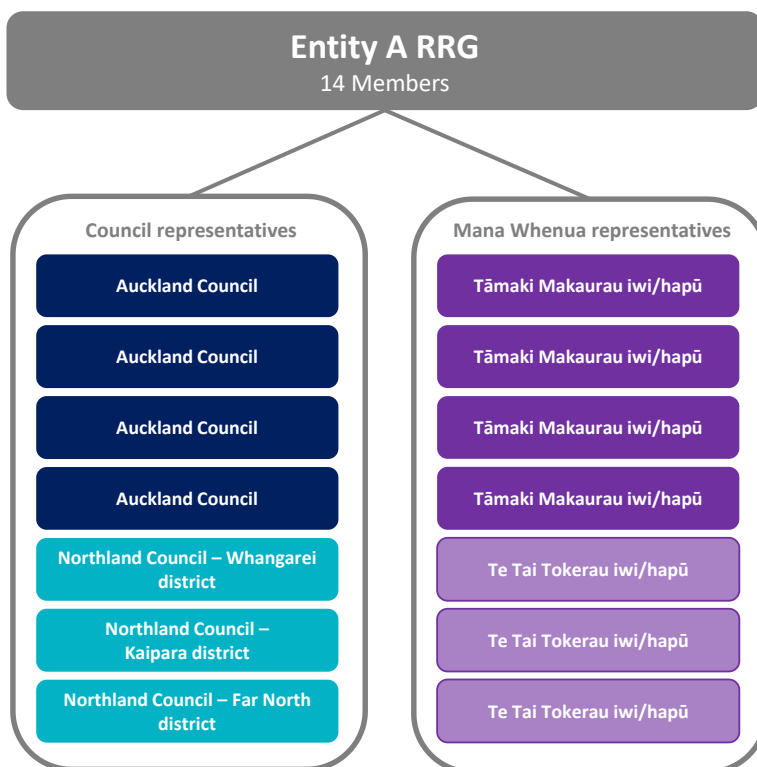 Entity A RRG
14 Members
Council representatives
Auckland Council
Auckland Council
Auckland Council
Auckland Council
Northland Council – Whangarei
district
Northland Council –
Kaipara district
Northland Council – Far North
district
Mana Whenua representatives
Tāmaki Makaurau iwi/hapū
Tāmaki Makaurau iwi/hapū
Tāmaki Makaurau iwi/hapū
Tāmaki Makaurau iwi/hapū
Te Tai Tokerau iwi/hapū
Te Tai Tokerau iwi/hapū
Te Tai Tokerau iwi/hapū